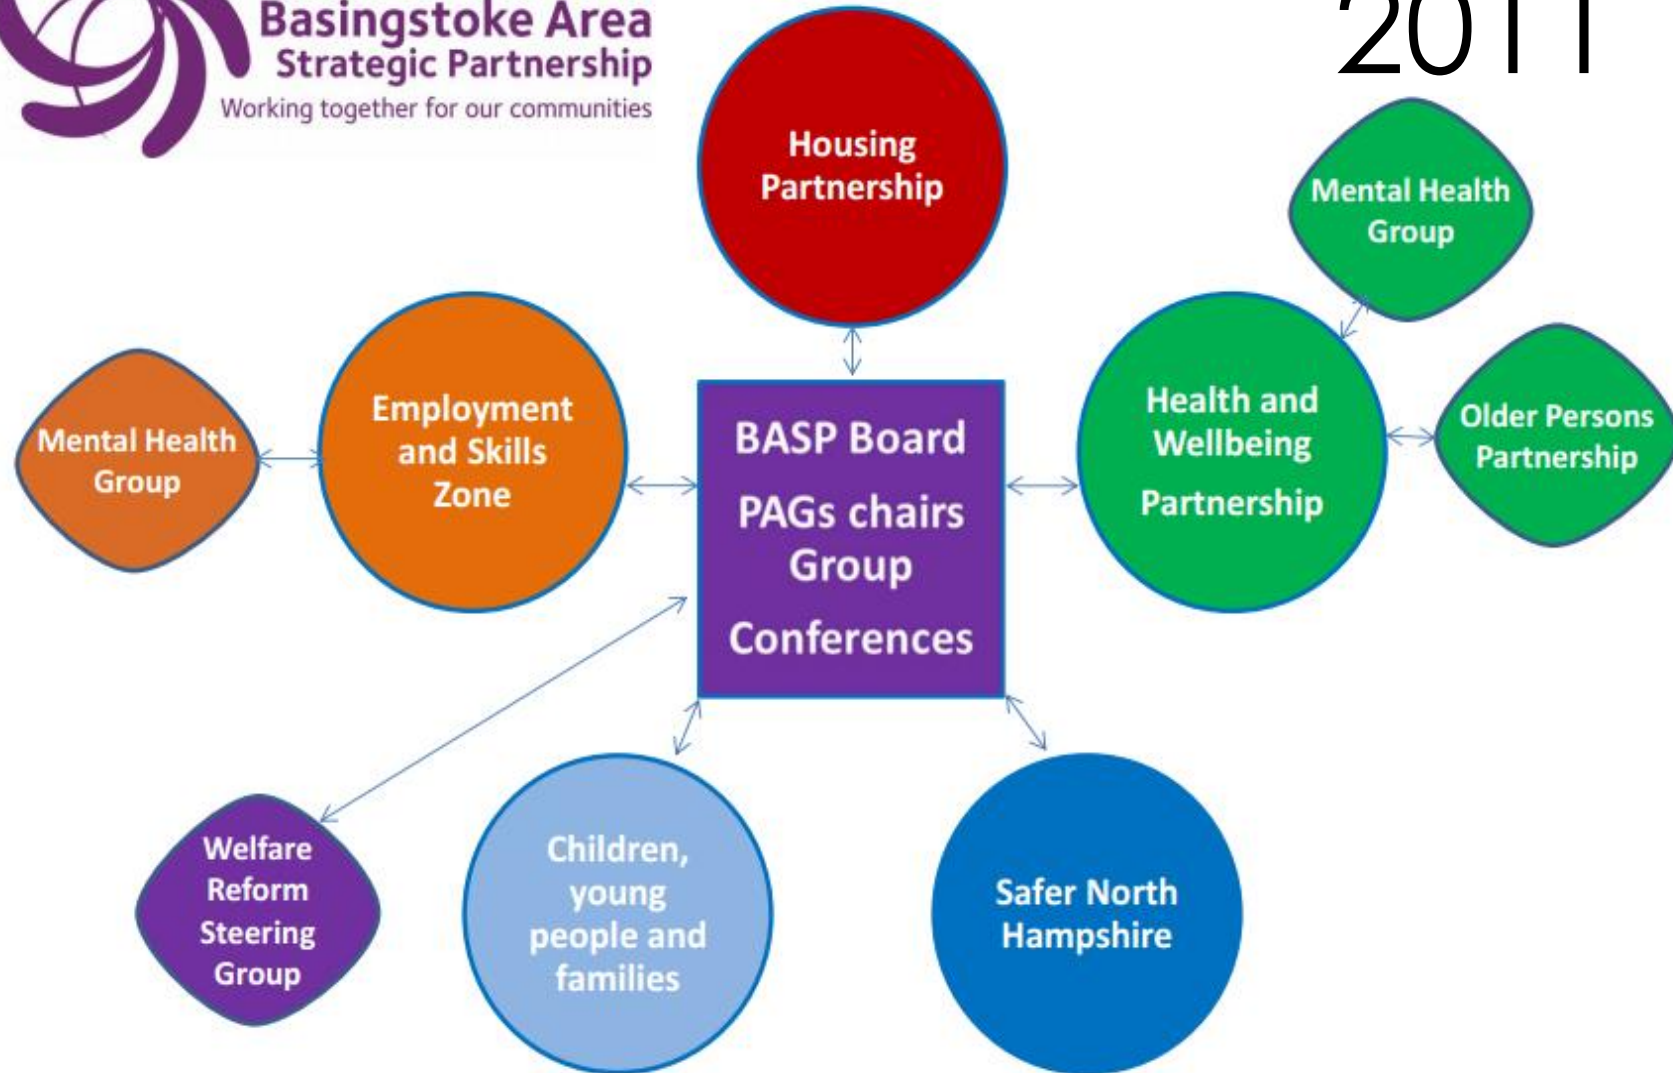 Basingstoke Area
Strategic Partnership
Working together for our communities
2011
Housing
Partnership
Mental Health
Group
Employment
and Skills
Zone
Mental Health
Group
BASP Board
PAGs chairs
Group
Conferences
Health and
Wellbeing
Partnership
Older Persons
Partnership
Welfare
Reform
Steering
Group
Children,
young
people and
families
Safer North
Hampshire